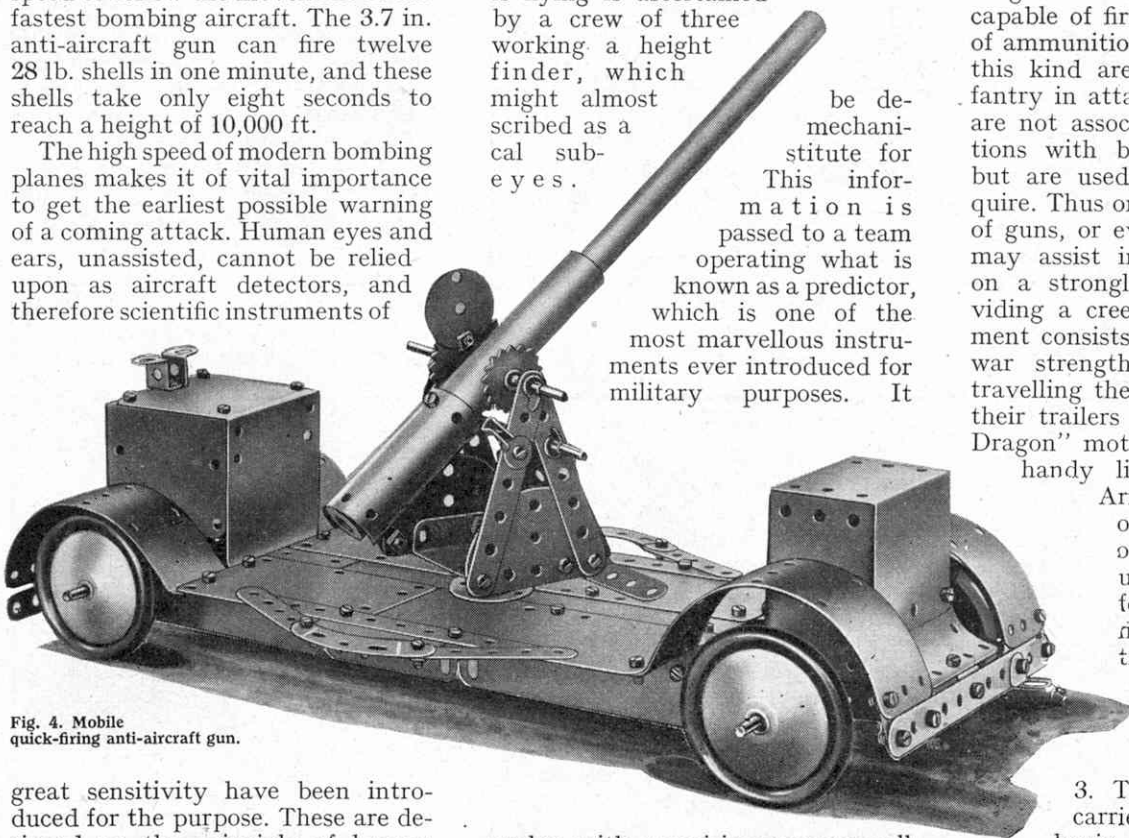 fastest bombing aircraft. The 3.7 in.
anti-aircraft gun can fire twelve
28 lb. shells in one minute, and these
shells take only eight seconds to
reach a height of 10,000 ft.
The high speed of modern bombing
planes makes it of vital importance
to get the earliest possible warning
of a coming attack. Human eyes and
ears, unassisted, cannot be relied
upon as aircraft detectors, and
therefore scientific instruments of
Fig. 4. Mobile
quick-firing anti-aircraft gun.
great sensitivity have been intro-
duced for the purpose. These are de-
by a crew of three
working a height
finder, which
might almost be de-
scribed as a mechani-
cal sub- stitute for
eyes. This infor-
mation is
passed to a team
operating what is
known as a predictor,
which is one of the
most marvellous instru-
ments ever introduced for
military purposes. It
capable of fir
of ammunitio
this kind are
fantry in atta
are not assoc
tions with b
but are used
quire. Thus or
of guns, or ev
may assist in
on a strongl
viding a cree
ment consists
war strength
travelling the
their trailers
Dragon" mot
handy li
3. T
carrie